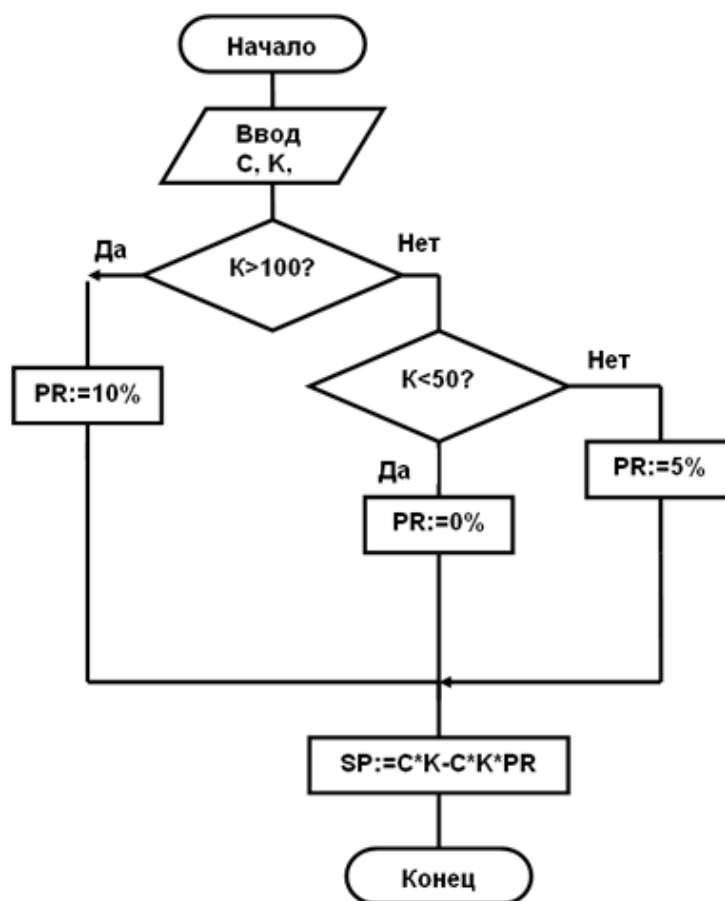 Начало
Ввод
С, К,
Да
Нет
К>100?
PR:=10%
К<50?
Нет
Да
PR:=5%
PR:=0%
SP:=C*K-C*K*PR
Конец